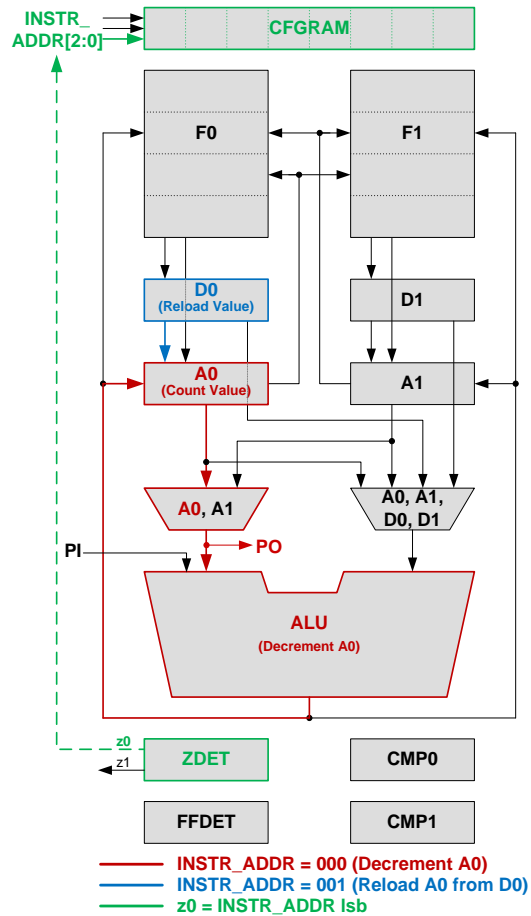 INSTR_
ADDR[2:0]
CFGRAM
F0
F1
D0
(Reload Value)
D1
A0
(Count Value)
A1
A0, A1
A0, A1,
D0, D1
PI
PO
ALU
(Decrement A0)
z0
z1
ZDET
CMP0
FFDET
CMP1
INSTR_ADDR = 000 (Decrement A0)
INSTR_ADDR = 001 (Reload A0 from D0)
z0 = INSTR_ADDR lsb